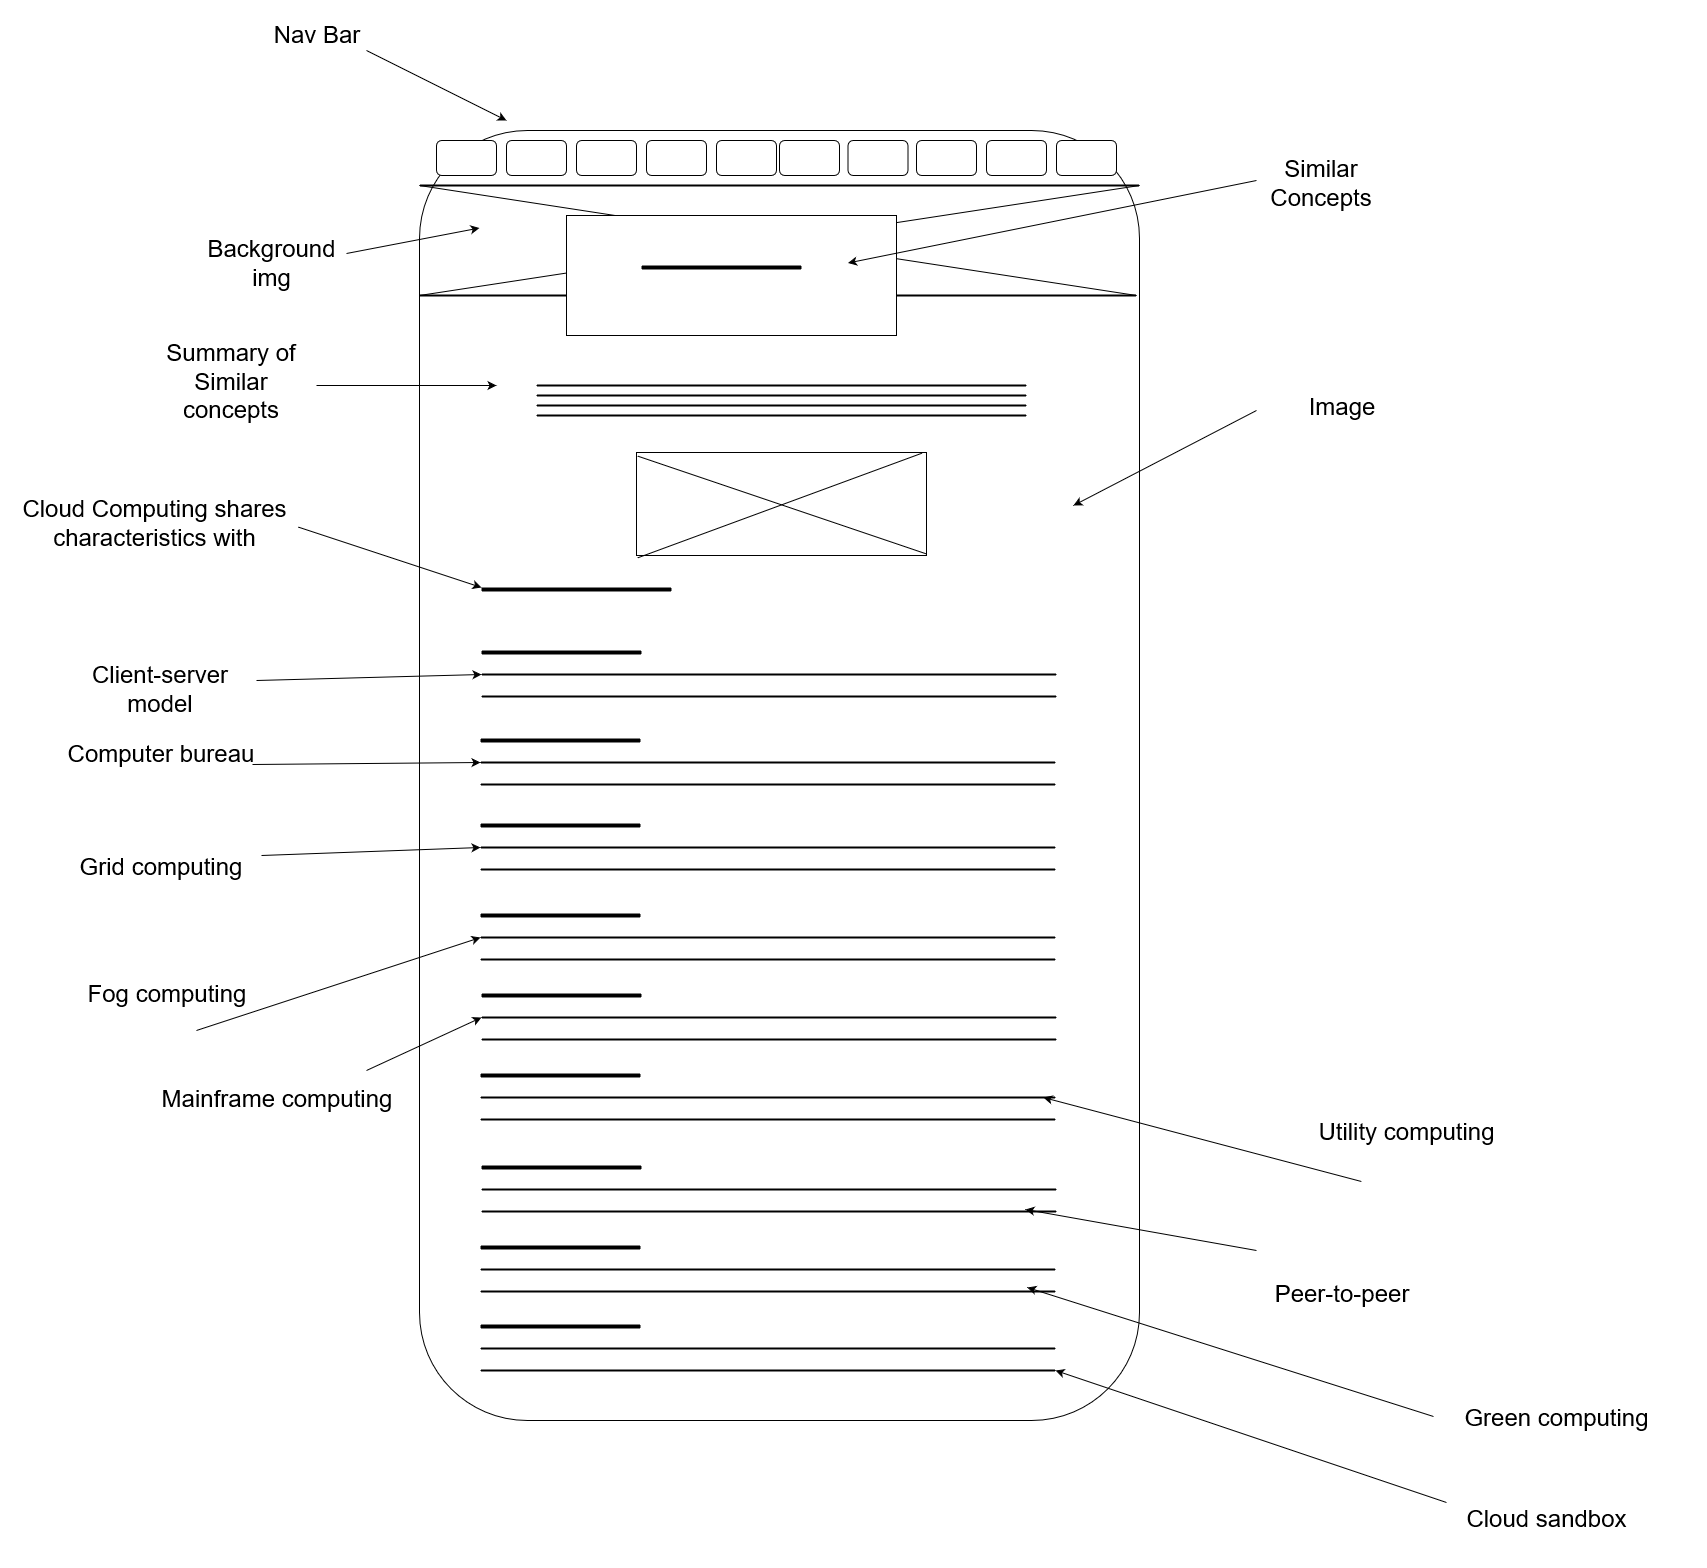 Nav Bar
Similar
Concepts
Background
img
Summary of
Similar
concepts
Image
Cloud Computing shares
characteristics with
Client-server
model
Computer bureau
Grid computing
Fog computing
Mainframe computing
Utility computing
Peer-to-peer
Green computing
Cloud sandbox